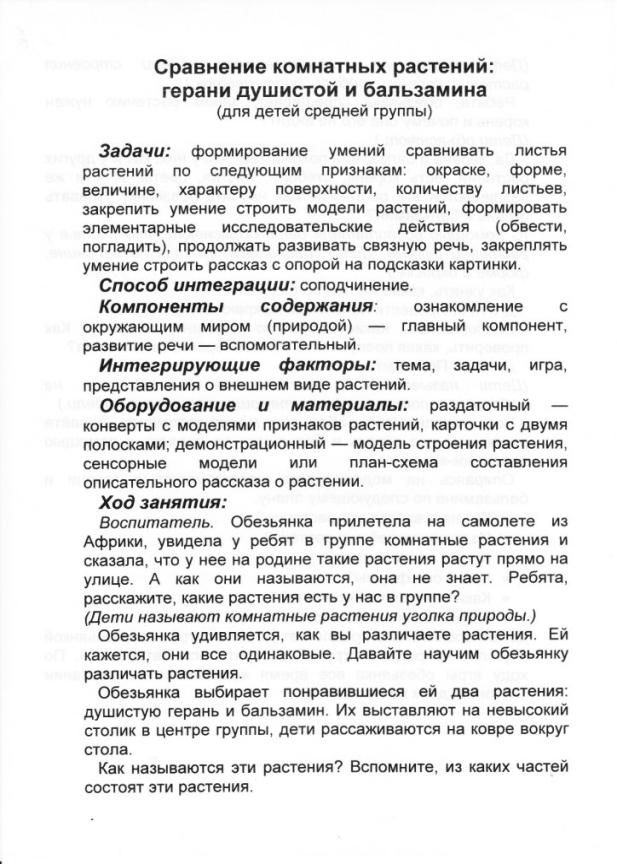 Сравнение комнатных растений:
герани душистой и бальзамина
(для детей средней группы)
Задачи: формирование умений сравнивать листья
растений по следующим признакам: окраске, форме,
величине, характеру поверхности, количеству листьев,
закрепить умение строить модели растений, формировать
элементарные исследовательские действия (обвести,
погладить), продолжать развивать связную речь, закреплять
умение строить рассказ с опорой на подсказки картинки.
Способ интеграции: соподчинение.
Компоненты содержания: ознакомление с
окружающим миром (природой) — главный компонент,
развитие речи — вспомогательный.
Интегрирующие факторы: тема, задачи, игра,
представления о внешнем виде растений.
Оборудование и материалы: раздаточный —
конверты с моделями признаков растений, карточки с двумя
полосками; демонстрационный — модель строения растения,
сенсорные модели или план-схема составления
описательного рассказа о растении.
Ход занятия:
Воспитатель. Обезьянка прилетела на самолете из
Африки, увидела у ребят в группе комнатные растения и
сказала, что у нее на родине такие растения растут прямо на
улице. А как они называются, она не знает. Ребята,
расскажите, какие растения есть у нас в группе?
(Дети называют комнатные растения уголка природы.)
Обезьянка удивляется, как вы различаете растения. Ей
кажется, они все одинаковые. Давайте научим обезьянку
различать растения.
Обезьянка выбирает понравившиеся ей два растения:
душистую герань и бальзамин. Их выставляют на невысокий
столик в центре группы, дети рассаживаются на ковре вокруг
стола.
Как называются эти растения? Вспомните, из каких частей
состоят эти растения.